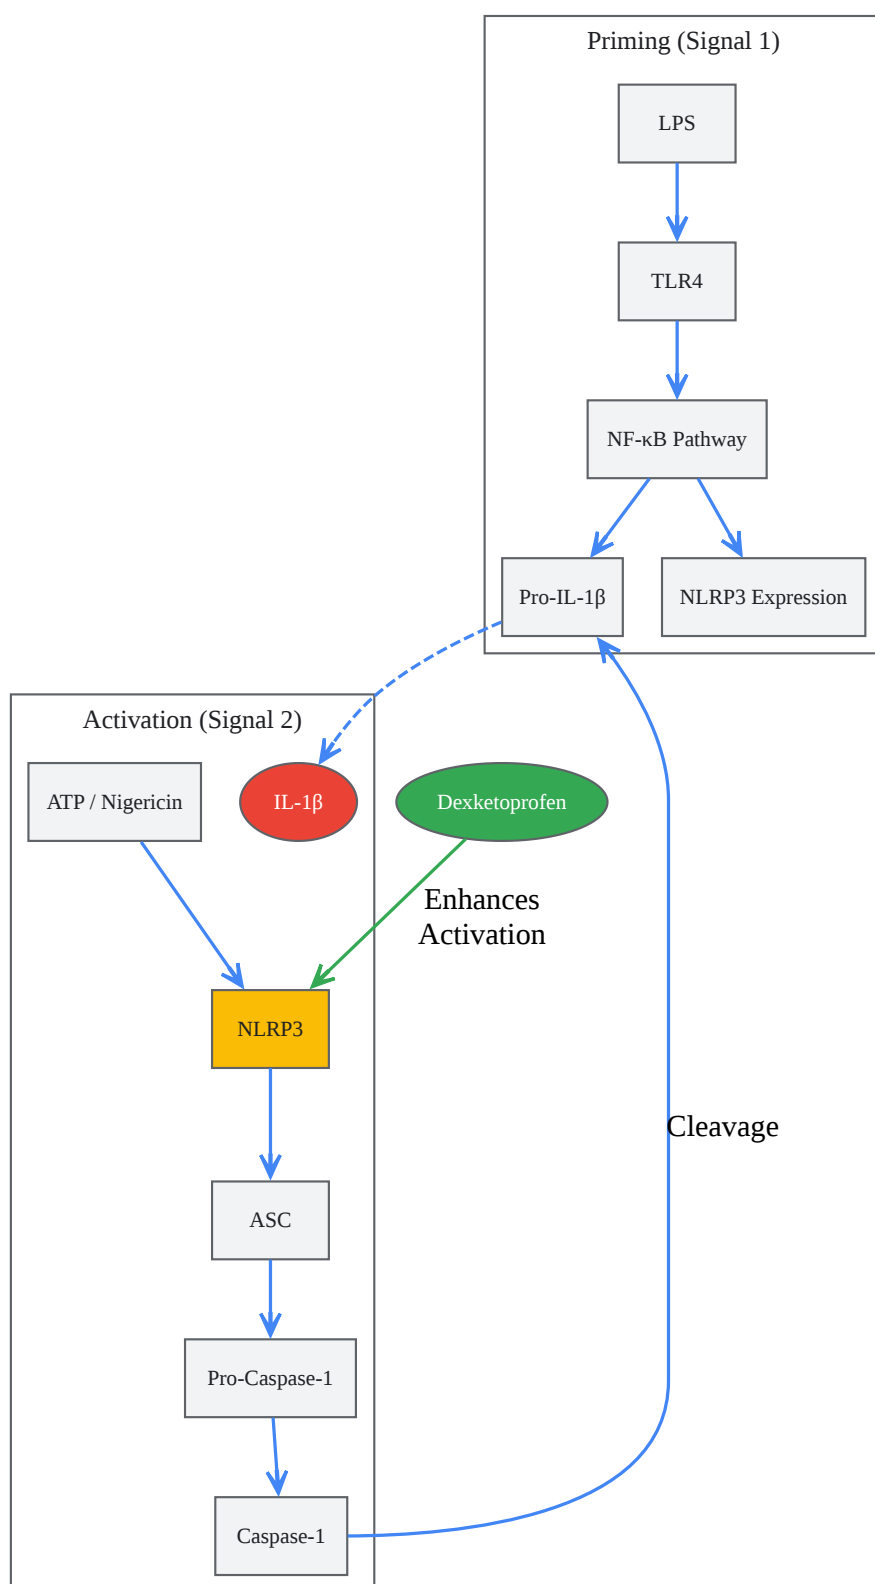 Priming (Signal 1)
LPS
TLR4
NF-κB Pathway
Pro-IL-1β
NLRP3 Expression
Activation (Signal 2)
ATP / Nigericin
IL-1β
Dexketoprofen
Enhances
Activation
NLRP3
Cleavage
ASC
Pro-Caspase-1
Caspase-1